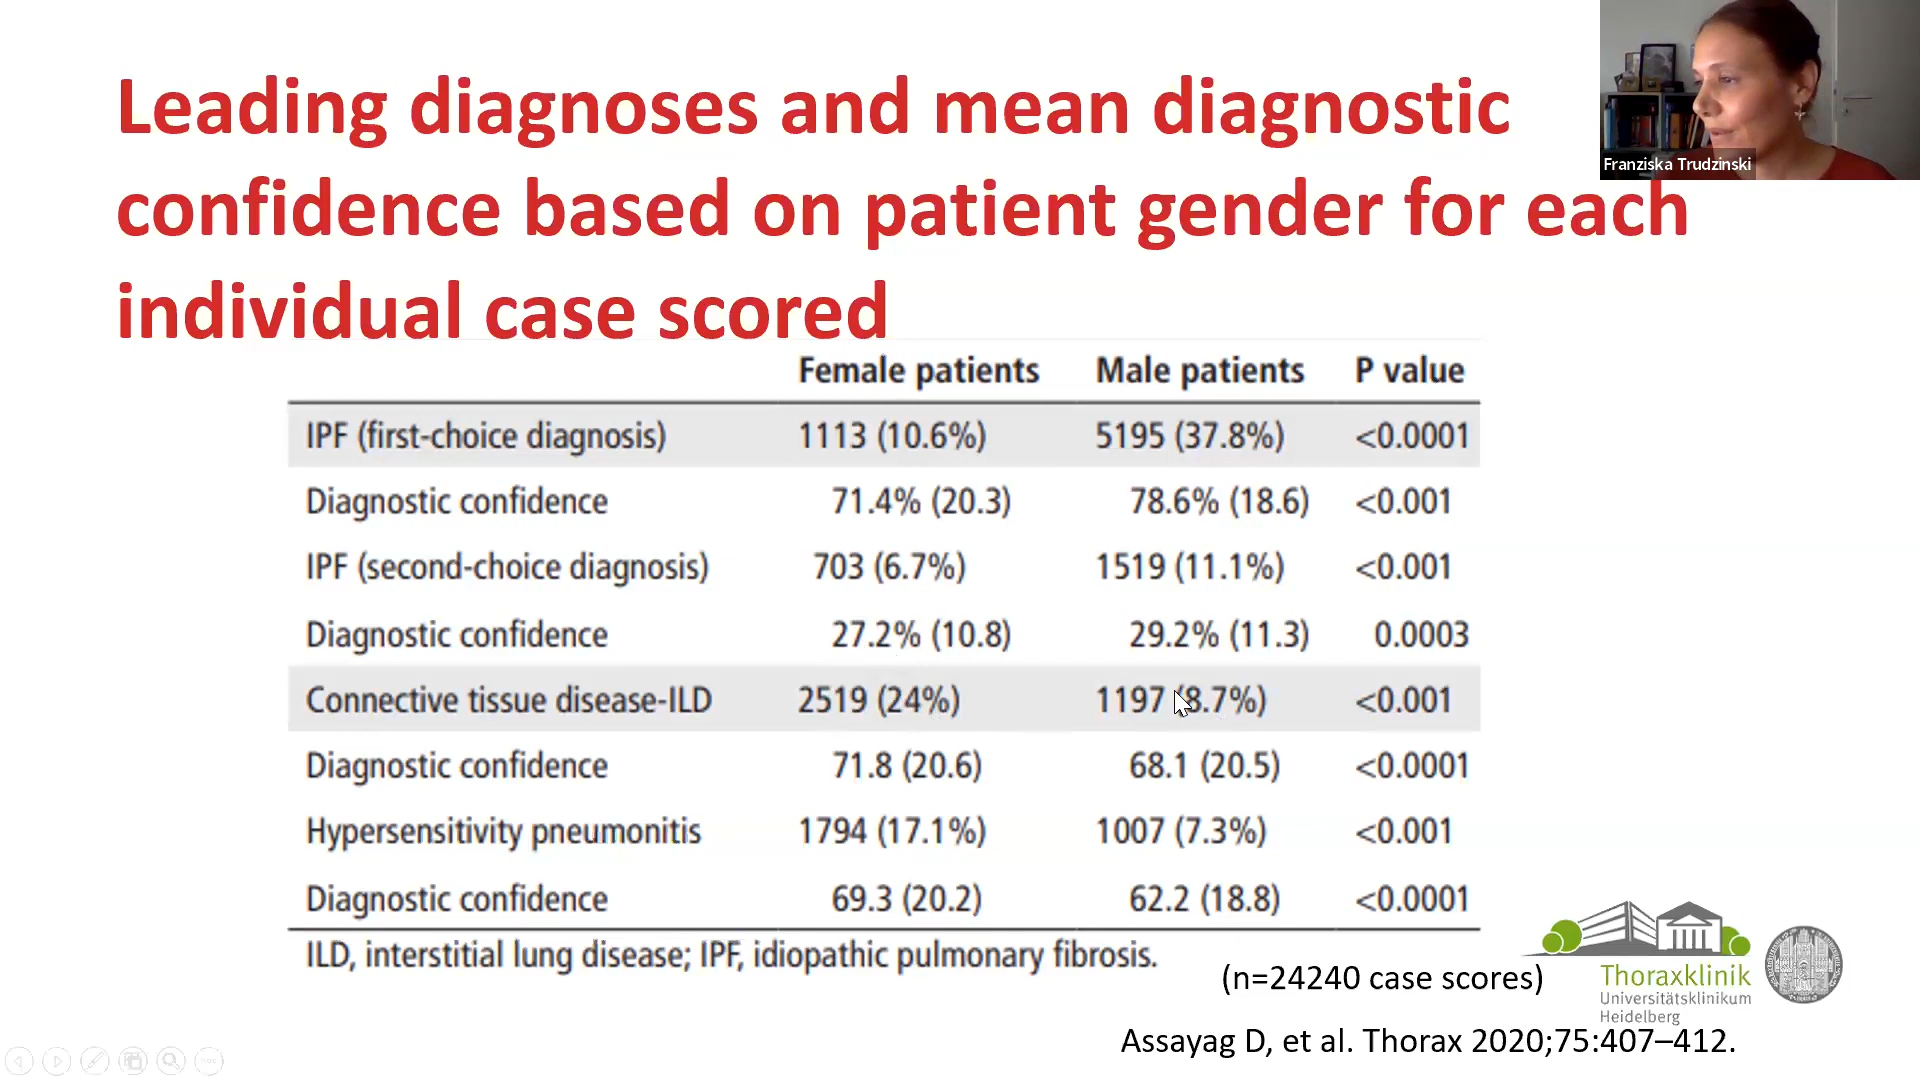 Leading diagnoses and mean diagnostic
confidence based on patient gender for each
individual case scored
Franziska Trudzinski
Female patients Male patients P value
IPF (first-choice diagnosis) 1113 (10.6%) 5195 (37.8%) <0.0001
Diagnostic confidence 71.4% (20.3) 78.6% (18.6) <0.001
IPF (second-choice diagnosis) 703 (6.7%) 1519 (11.1%) <0.001
Diagnostic confidence 27.2% (10.8) 29.2% (11.3) 0.0003
Connective tissue disease-ILD 2519 (24%) 1197 (8.7%) <0.001
Diagnostic confidence 71.8 (20.6) 68.1 (20.5) <0.0001
Hypersensitivity pneumonitis 1794 (17.1%) 1007 (7.3%) <0.001
Diagnostic confidence 69.3 (20.2) 62.2 (18.8) <0.0001
ILD, interstitial lung disease; IPF, idiopathic pulmonary fibrosis.
(n=24240 case scores)
Thoraxklinik
Universitätsklinikum
Heidelberg
Assayag D, et al. Thorax 2020;75:407–412.